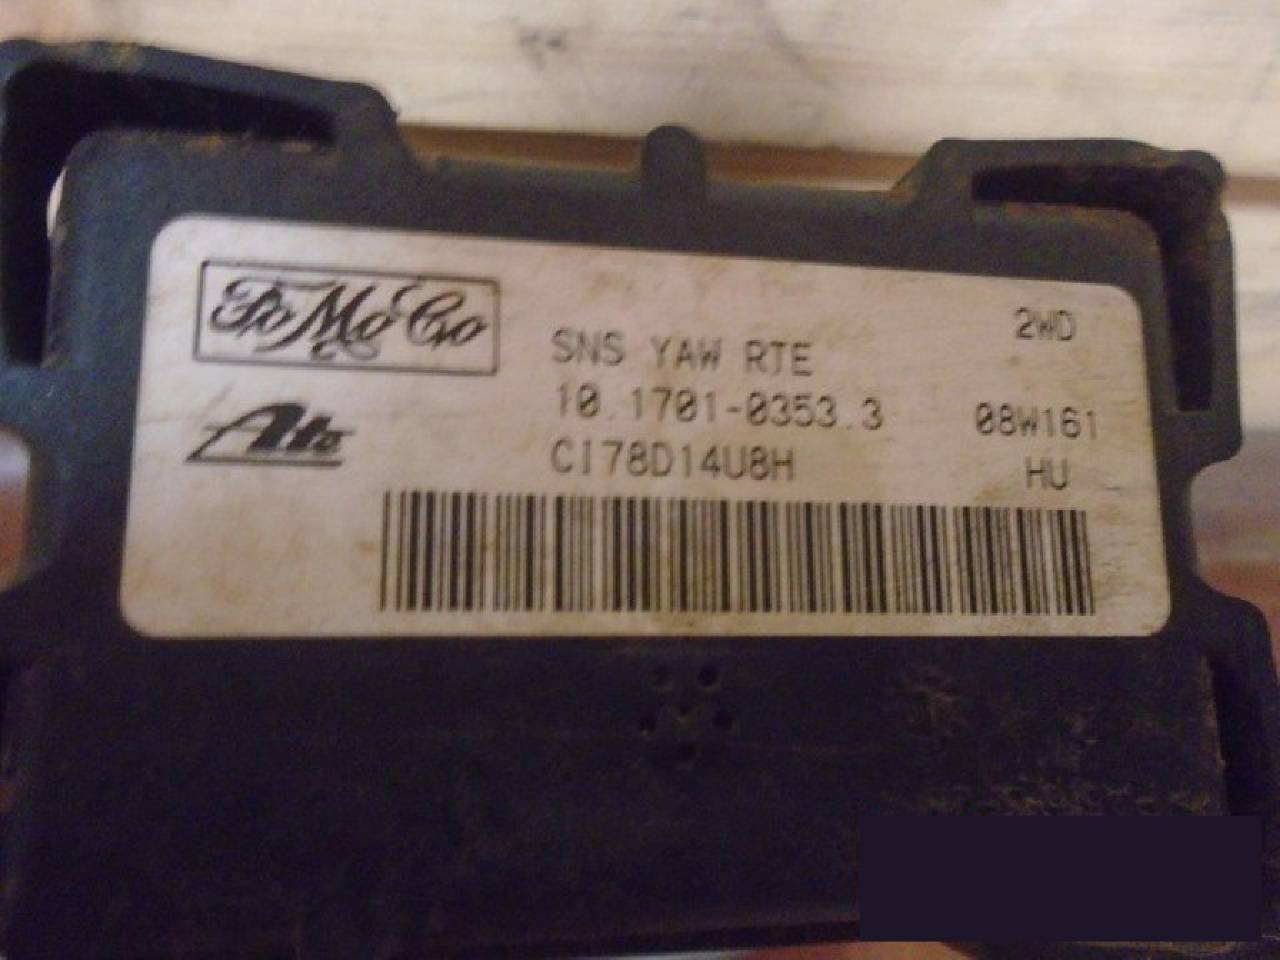 FoMoCo
2WD
SNS YAW RTE
10.1701-0353.3 08W161
Ate
CI78D14U8H HU